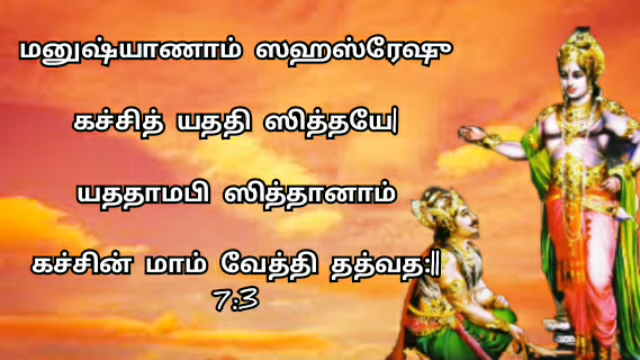 மனுஷ்யாணாம் ஸஹஸ்ரேஷு
கச்சித் யததி ஸித்தயே|
யததாமபி ஸித்தானாம்
கச்சின் மாம் வேத்தி தத்வத:||
7:3